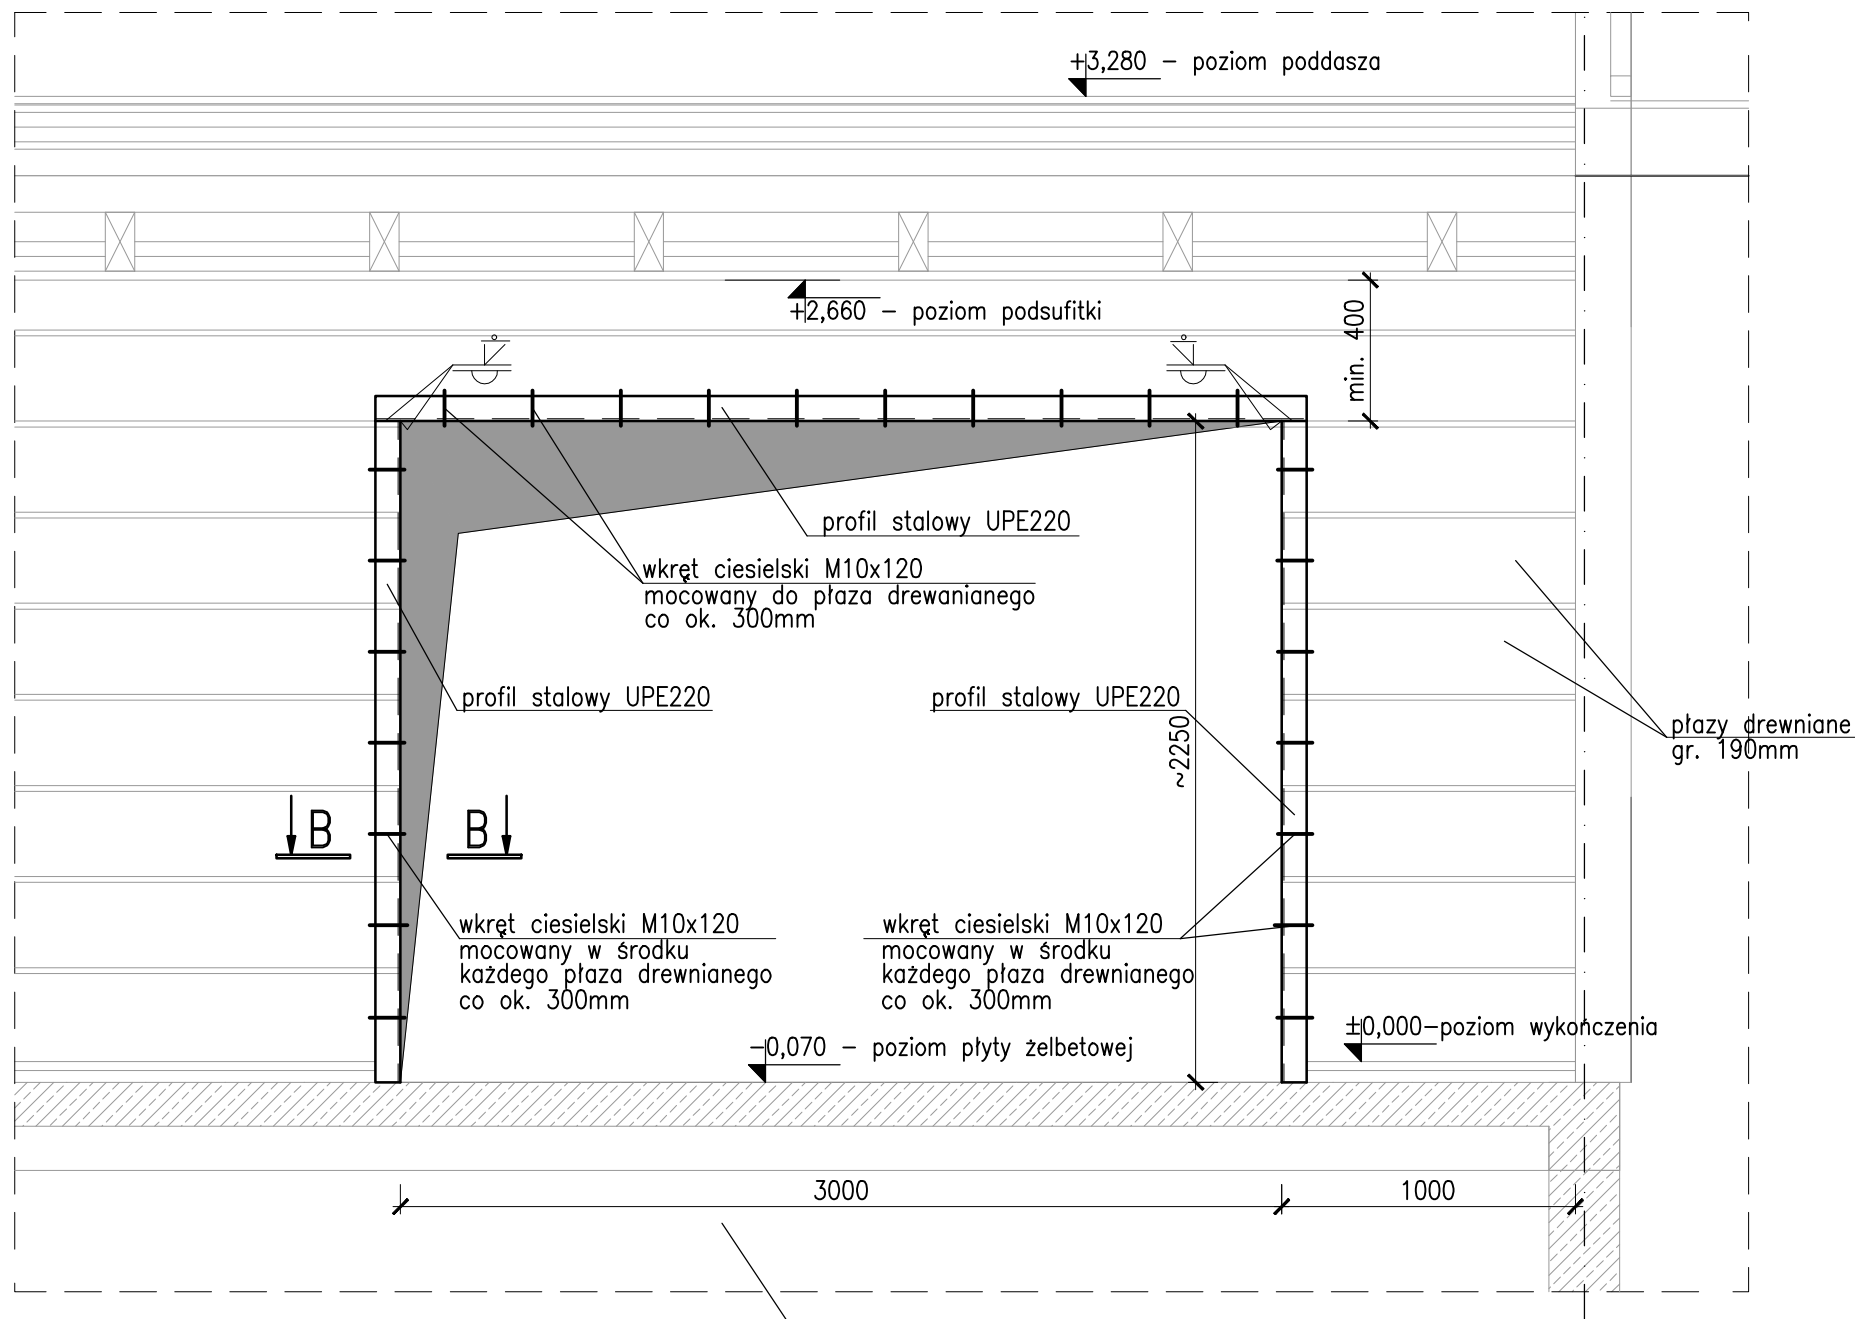 +3,280 - poziom poddasza
+2,660 - poziom podsufitki
min. 400
profil stalowy UPE220
wkręt ciesielski M10x120
mocowany do płaza drewanianego
co ok. 300mm
profil stalowy UPE220
profil stalowy UPE220
~2250
płazy drewniane
gr. 190mm
B
B
wkręt ciesielski M10x120
mocowany w środku
każdego płaza drewnianego
co ok. 300mm
wkręt ciesielski M10x120
mocowany w środku
każdego płaza drewnianego
co ok. 300mm
-0,070 - poziom płyty żelbetowej
±0,000-poziom wykończenia
3000
1000